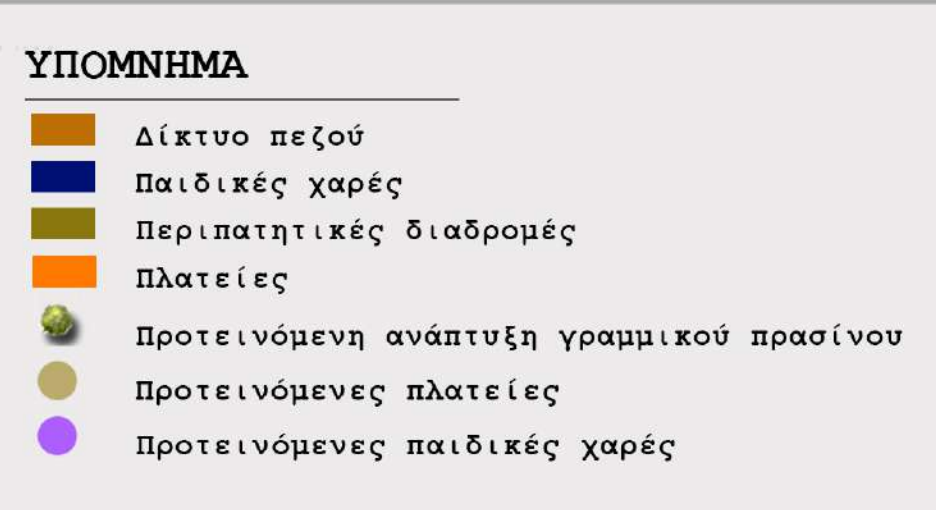 ΥΠΟΜΝΗΜΑ
Δίκτυο πεζού
Παιδικές χαρές
Περιπατητικές διαδρομές
Πλατείες
Προτεινόμενη ανάπτυξη γραμμικού πρασίνου
Προτεινόμενες πλατείες
Προτεινόμενες παιδικές χαρές